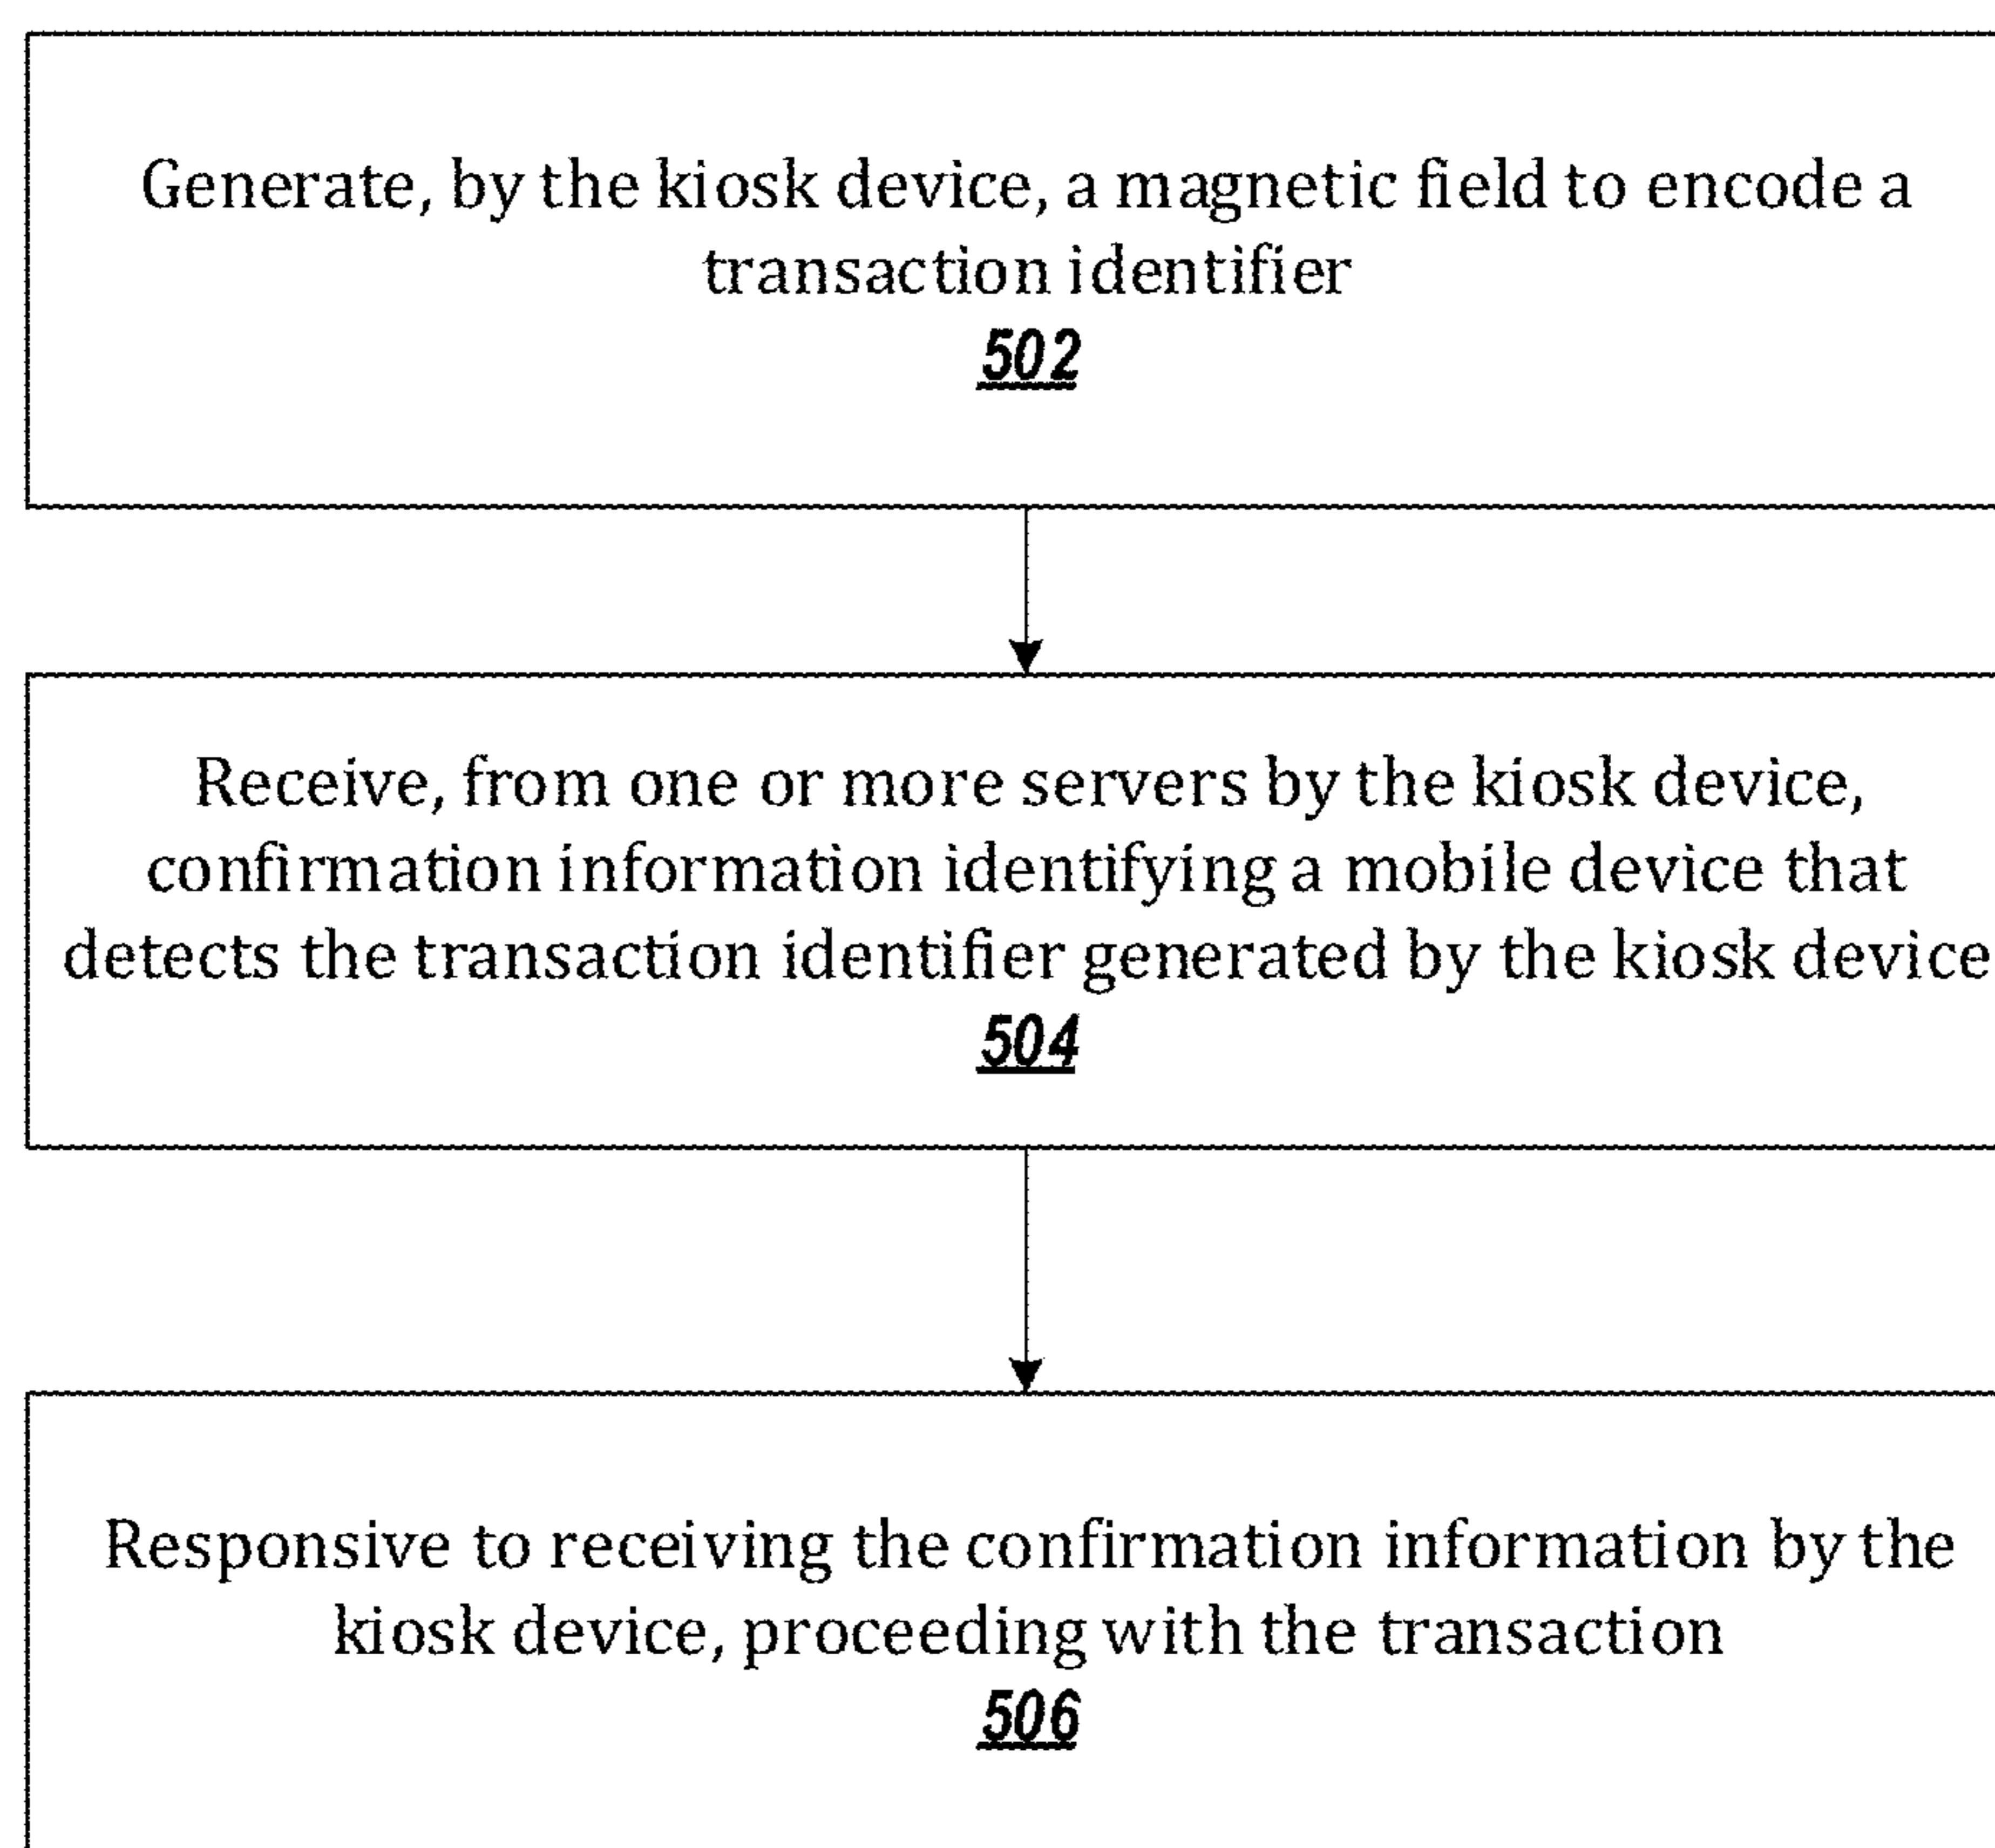 Generate, by the kiosk device, a magnetic field to encode a
transaction identifier
502
Receive, from one or more servers by the kiosk device,
confirmation information identifying a mobile device that
detects the transaction identifier generated by the kiosk device
504
Responsive to receiving the confirmation information by the
kiosk device, proceeding with the transaction
506